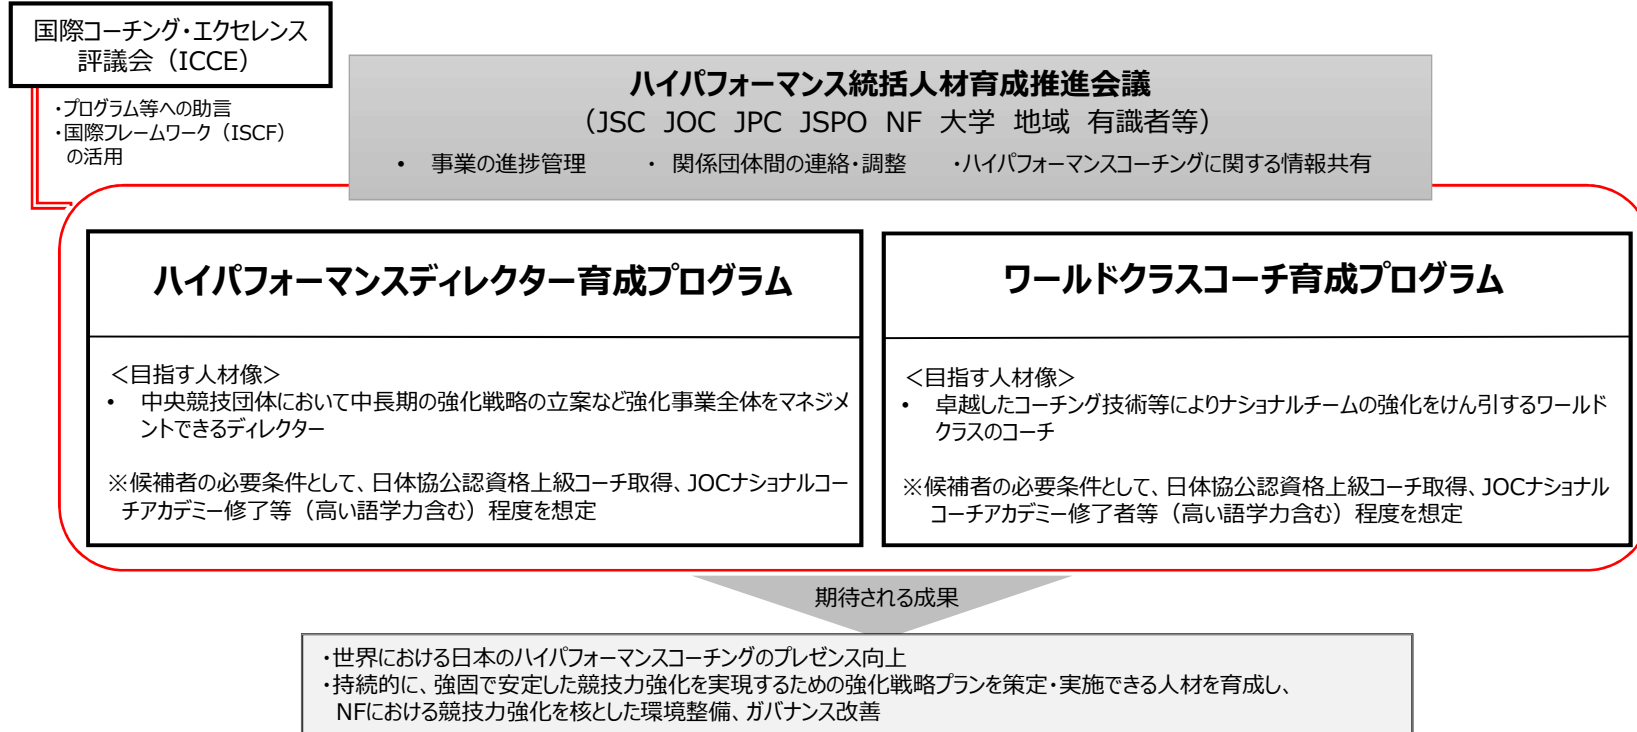 国際コーチング・エクセレンス
評議会（ICCE）
・プログラム等への助言
・国際フレームワーク（ISCF）
の活用
ハイパフォーマンス統括人材育成推進会議
（JSC JOC JPC JSPO NF 大学 地域 有識者等）
• 事業の進捗管理 ・ 関係団体間の連絡・調整 ・ハイパフォーマンスコーチングに関する情報共有
ハイパフォーマンスディレクター育成プログラム
＜目指す人材像＞
• 中央競技団体において中長期の強化戦略の立案など強化事業全体をマネジメ
ントできるディレクター
※候補者の必要条件として、日体協公認資格上級コーチ取得、JOCナショナルコー
チアカデミー修了等（高い語学力含む）程度を想定
ワールドクラスコーチ育成プログラム
＜目指す人材像＞
• 卓越したコーチング技術等によりナショナルチームの強化をけん引するワールド
クラスのコーチ
※候補者の必要条件として、日体協公認資格上級コーチ取得、JOCナショナル
コーチアカデミー修了者等（高い語学力含む）程度を想定
期待される成果
・世界における日本のハイパフォーマンスコーチングのプレゼンス向上
・持続的に、強固で安定した競技力強化を実現するための強化戦略プランを策定・実施できる人材を育成し、
NFにおける競技力強化を核とした環境整備、ガバナンス改善